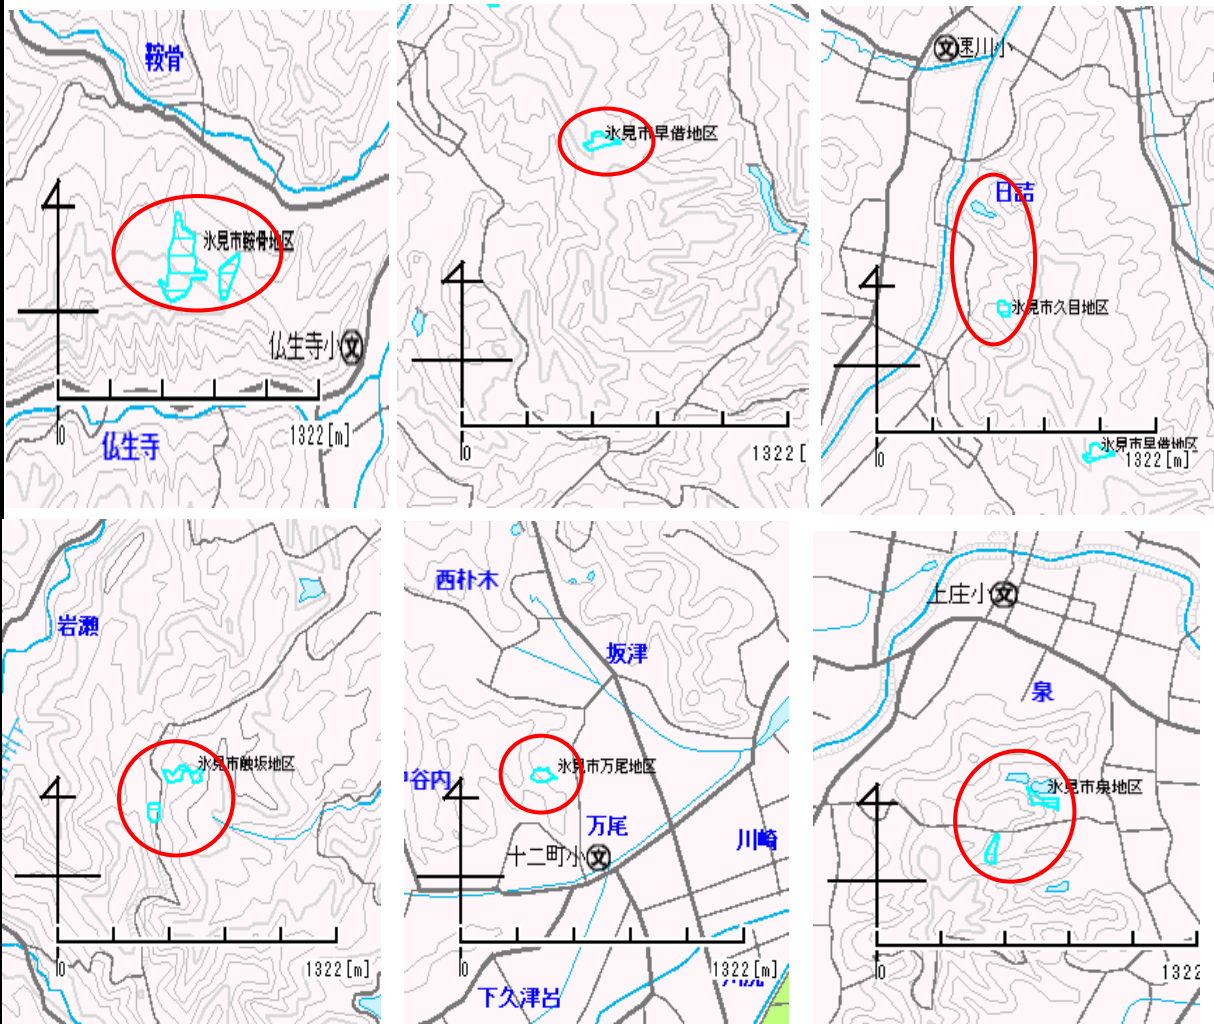 鞍骨
氷見市鞍骨地区
仏生寺小
文
0
1322[m]
仏生寺
氷見市早借地区
0
1322[
文
速川小
日詰
氷見市久目地区
氷見市早借地区
0
1322[m]
岩瀬
氷見市触坂地区
0
1322[m]
西朴木
坂津
氷見市万尾地区
中谷内
万尾
十二町小
文
川崎
0
1322[m]
下久津呂
上庄小
文
泉
氷見市泉地区
0
1322